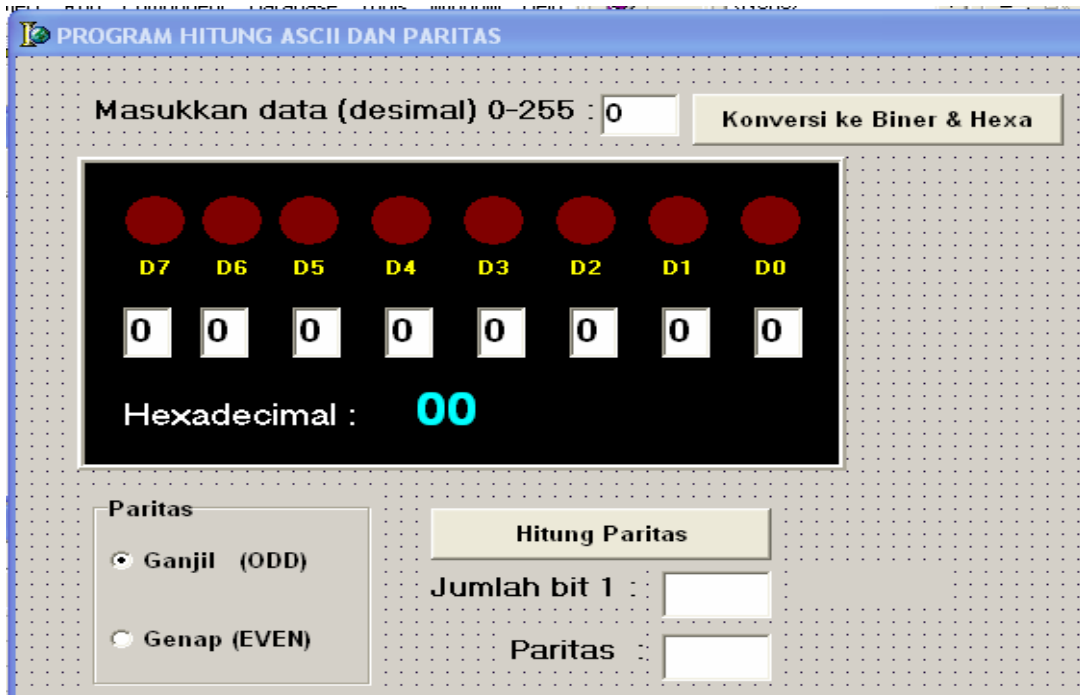 PROGRAM HITUNG ASCII DAN PARITAS
Masukkan data (desimal) 0-255 : 0 Konversi ke Biner & Hexa
D7 D6 D5 D4 D3 D2 D1 D0
0 0 0 0 0 0 0 0
Hexadecimal : 00
Paritas
Ganjil (ODD)
Genap (EVEN)
Hitung Paritas
Jumlah bit 1 :
Paritas :